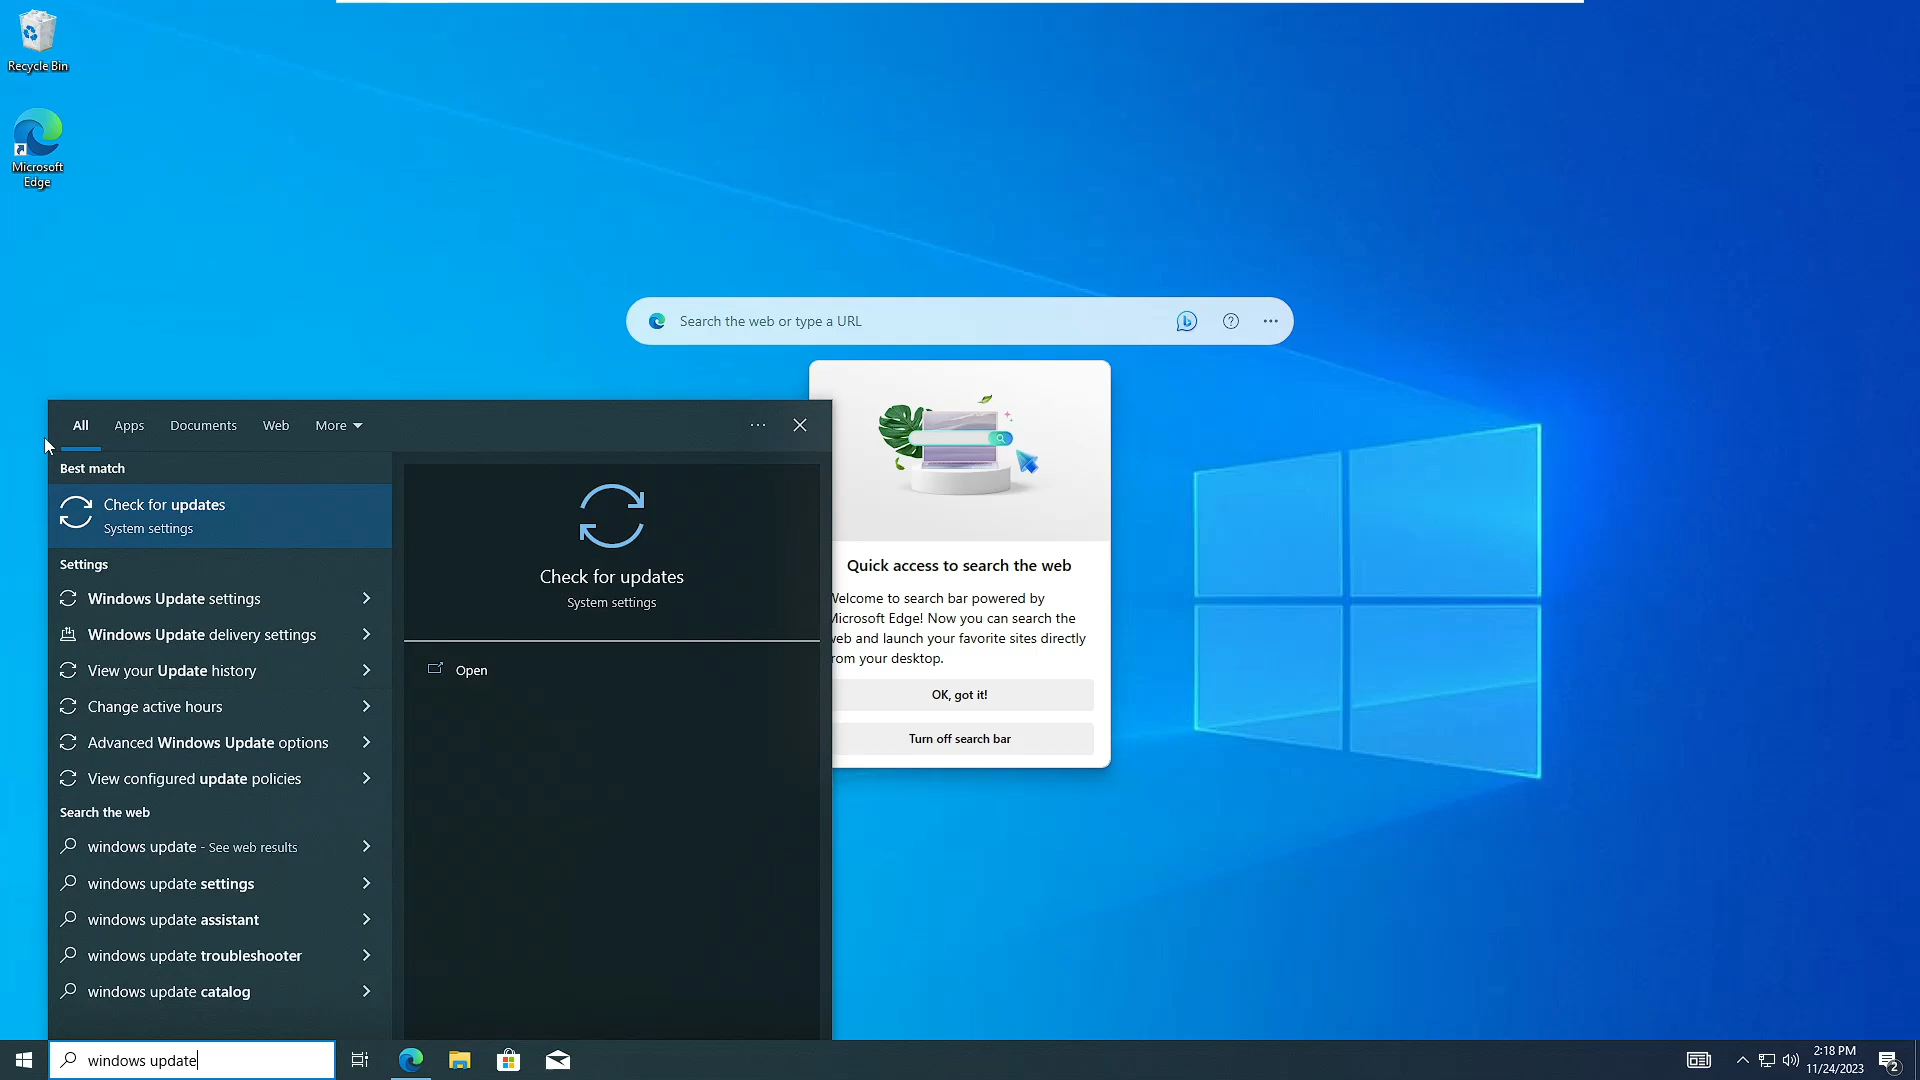 Recycle Bin
Microsoft
Edge
Search the web or type a URL
All
Apps
Documents
Web
More
Best match
Check for updates
System settings
Settings
Windows Update settings
Windows Update delivery settings
View your Update history
Change active hours
Advanced Windows Update options
View configured update policies
Search the web
windows update - See web results
windows update settings
windows update assistant
windows update troubleshooter
windows update catalog
Check for updates
System settings
Open
Quick access to search the web
Welcome to search bar powered by
Microsoft Edge! Now you can search the
web and launch your favorite sites directly
from your desktop.
OK, got it!
Turn off search bar
windows update
2:18 PM
11/24/2023
2